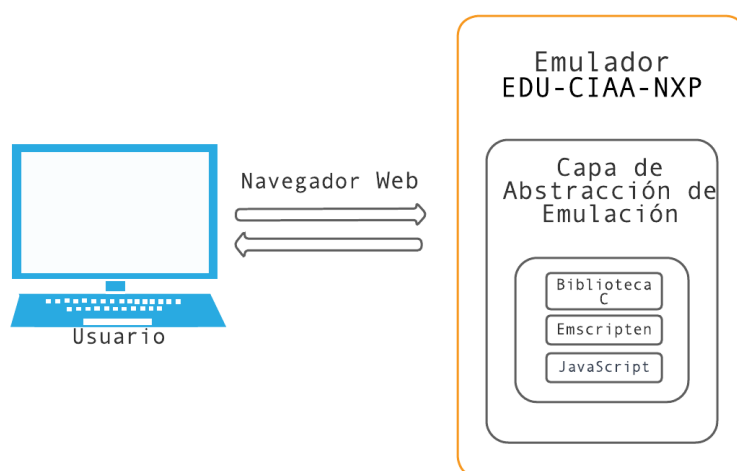 Emulador
EDU-CIAA-NXP
Capa de
Abstracción de
Emulación
Navegador Web
Biblioteca
C
Emscripten
JavaScript
Usuario